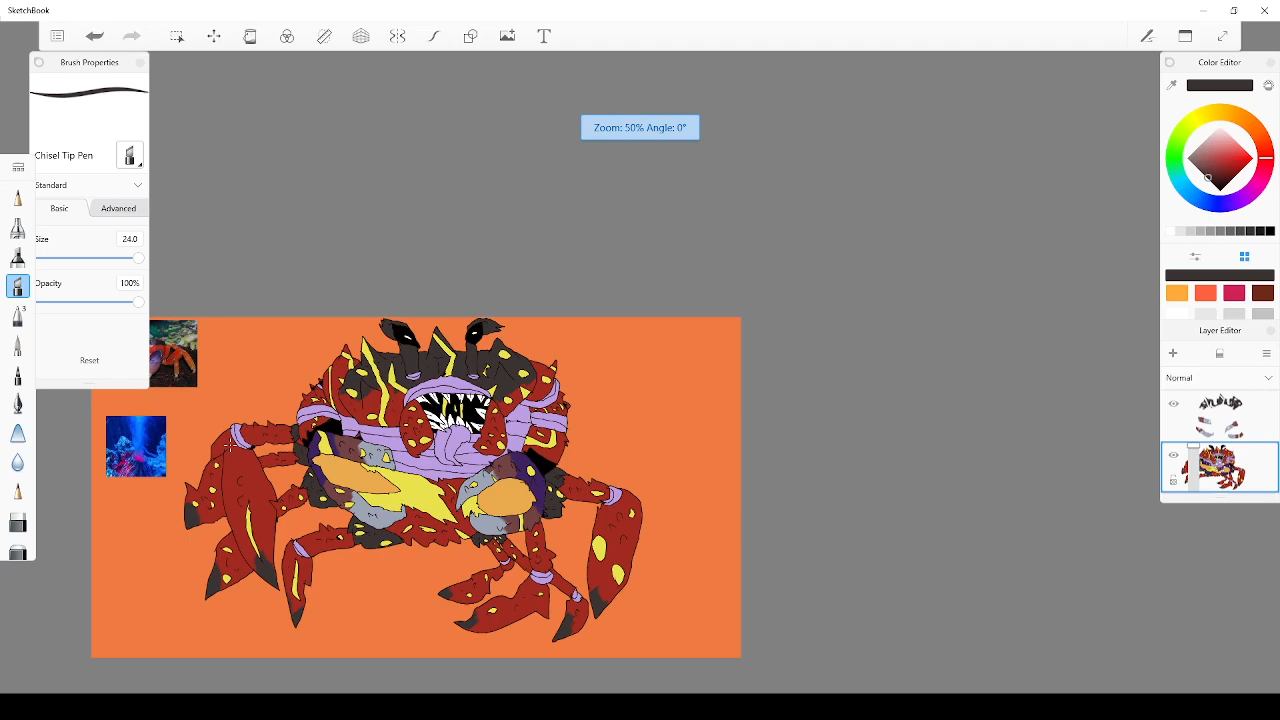 SketchBook
T
Brush Properties
Color Editor
Zoom: 50% Angle: 0°
Chisel Tip Pen
Standard
Basic
Advanced
Size
24.0
Opacity
100%
3
Reset
Layer Editor
Normal